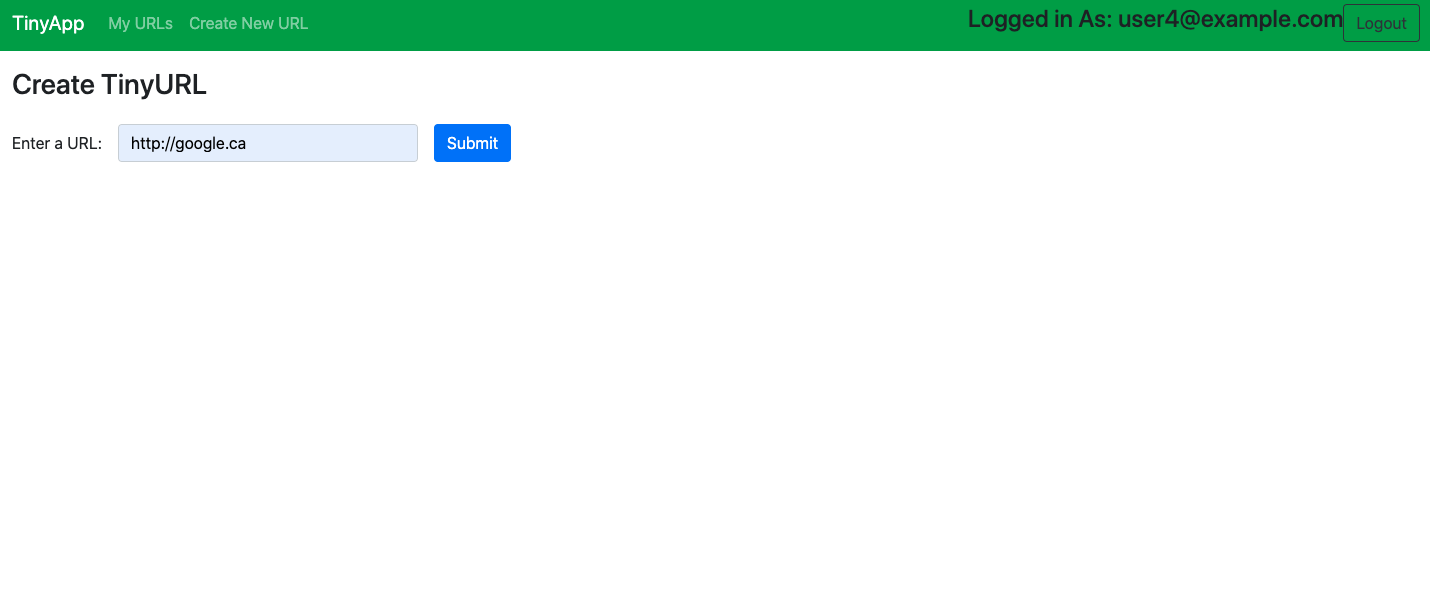 TinyApp My URLs Create New URL Logged in As: user4@example.com Logout
Create TinyURL
Enter a URL: http://google.ca Submit